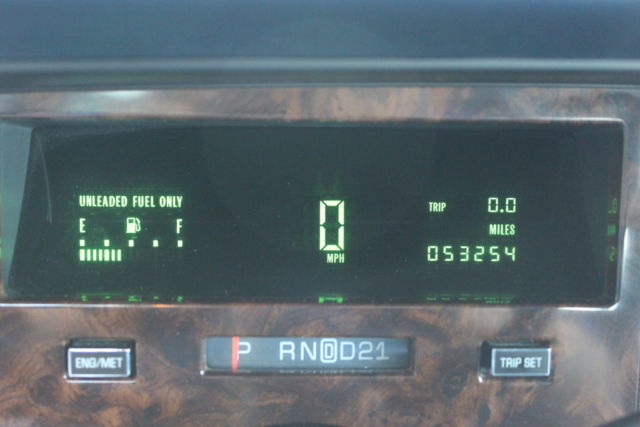 UNLEADED FUEL ONLY
E F
0
MPH
TRIP 0.0
MILES
053254
ENG/MET
P RN D D21
TRIP SET